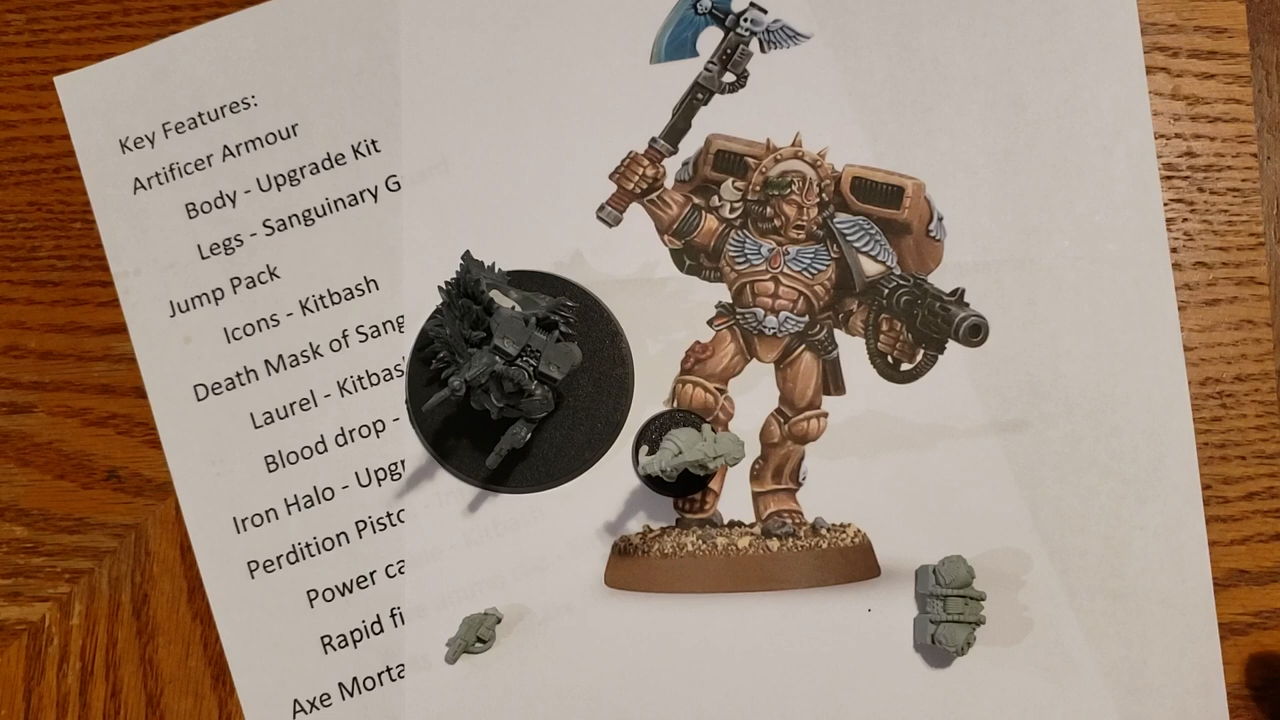 Key Features:
Artificer Armour
Body - Upgrade Kit
Legs - Sanguinary G
Jump Pack
Icons - Kitbash
Death Mask of Sang
Laurel - Kitbas
Blood drop -
Iron Halo - Upgr
Perdition Pisto
Power ca
Rapid fi
Axe Morta